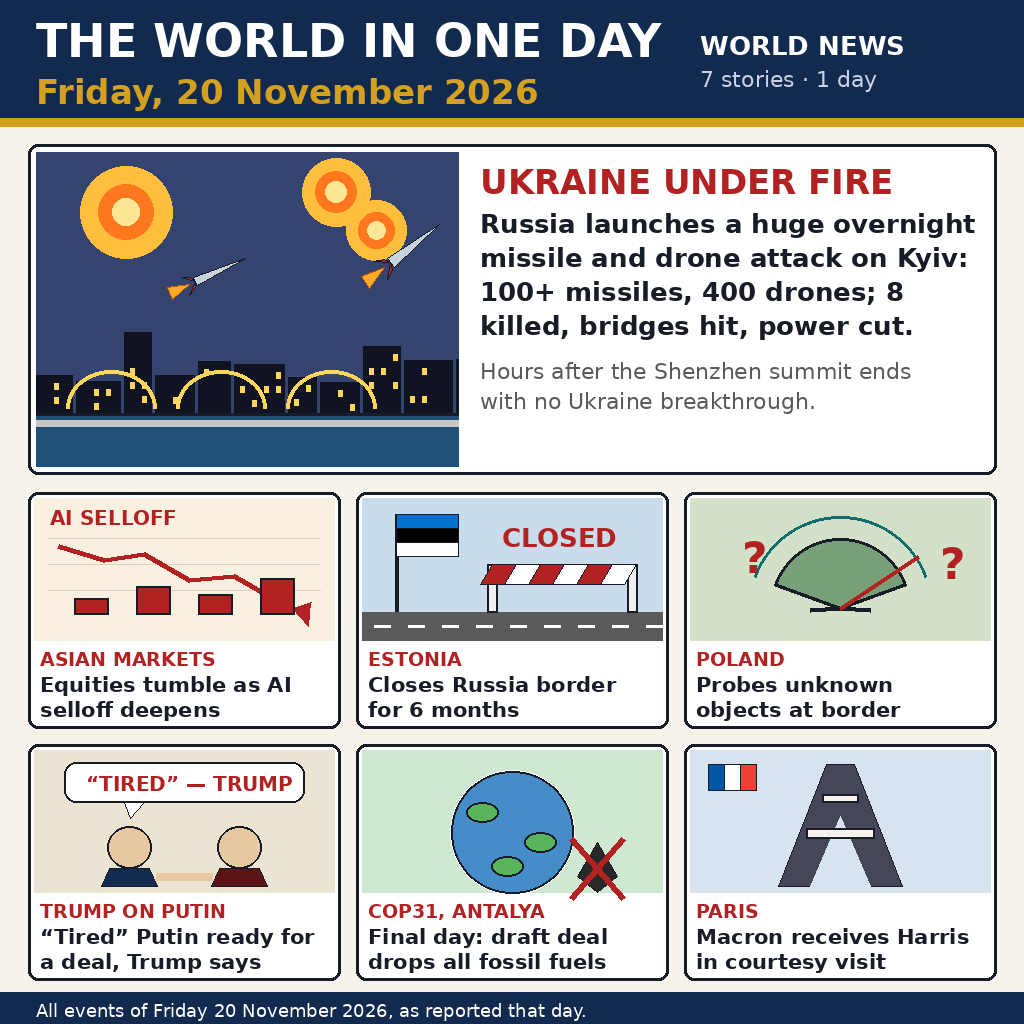 THE WORLD IN ONE DAY
Friday, 20 November 2026
WORLD NEWS
7 stories · 1 day
UKRAINE UNDER FIRE
Russia launches a huge overnight
missile and drone attack on Kyiv:
100+ missiles, 400 drones; 8
killed, bridges hit, power cut.
Hours after the Shenzhen summit ends
with no Ukraine breakthrough.
AI SELLOFF
ASIAN MARKETS
Equities tumble as AI
selloff deepens
CLOSED
ESTONIA
Closes Russia border
for 6 months
?
?
POLAND
Probes unknown
objects at border
“TIRED” — TRUMP
TRUMP ON PUTIN
“Tired” Putin ready for
a deal, Trump says
COP31, ANTALYA
Final day: draft deal
drops all fossil fuels
PARIS
Macron receives Harris
in courtesy visit
All events of Friday 20 November 2026, as reported that day.